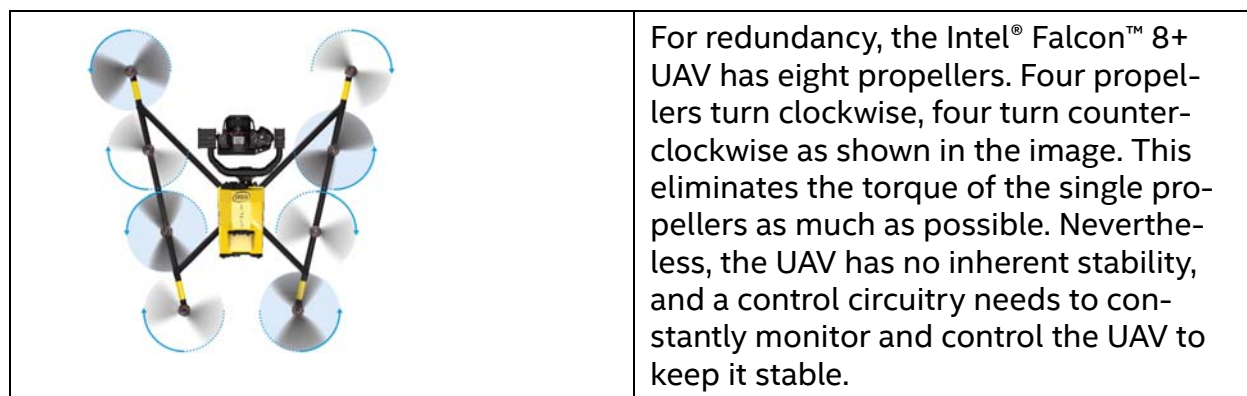 For redundancy, the Intel® Falcon™ 8+
UAV has eight propellers. Four propel-
lers turn clockwise, four turn counter-
clockwise as shown in the image. This
eliminates the torque of the single pro-
pellers as much as possible. Neverthe-
less, the UAV has no inherent stability,
and a control circuitry needs to con-
stantly monitor and control the UAV to
keep it stable.